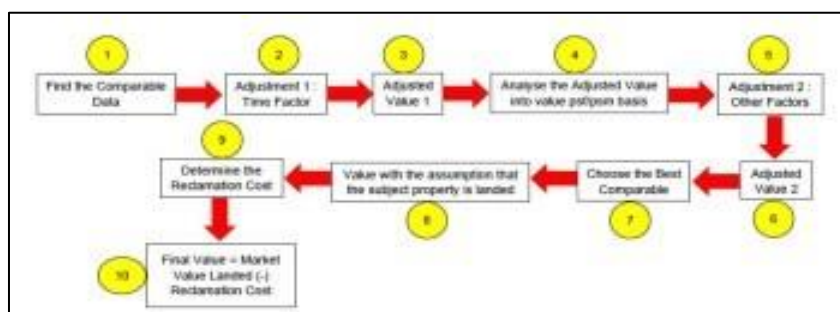 1
2
3
4
5
Find the Comparable
Data
Adjustment 1 :
Time Factor
Adjusted
Value 1
Analyse the Adjusted Value
into value psf/psm basis
Adjustment 2 :
Other Factors
9
Determine the
Reclamation Cost
Value with the assumption that
the subject property is landed
Choose the Best
Comparable
Adjusted
Value 2
8
7
6
10
Final Value = Market
Value Landed (-)
Reclamation Cost